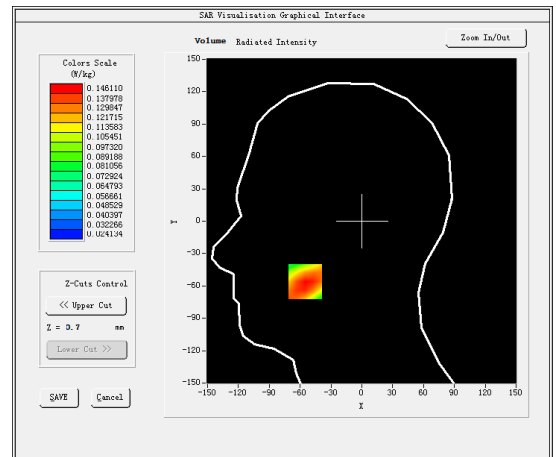 SAR Visualisation Graphical Interface
Volume Radiated Intensity
Zoom In/Out
Colors Scale
(W/kg)
0.146110
0.137978
0.129847
0.121715
0.113583
0.105451
0.097320
0.089188
0.081056
0.072924
0.064793
0.056661
0.048529
0.040397
0.032266
0.024134
Z-Cuts Control
<< Upper Cut
Z = 0.7 mm
Lower Cut >>
SAVE
Cancel
150
120
90
60
30
0
-30
-60
-90
-120
-150
Y
-150 -120 -90 -60 -30 0 30 60 90 120 150
X